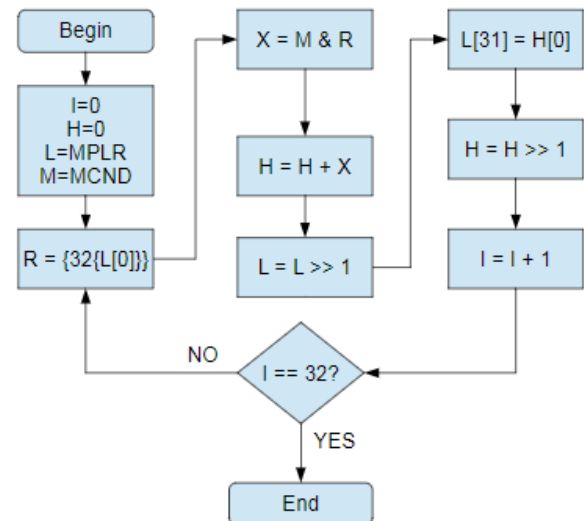 Begin
I=0
H=0
L=MPLR
M=MCND
R = {32{L[0]}}
X = M & R
H = H + X
L = L >> 1
L[31] = H[0]
H = H >> 1
I = I + 1
I == 32?
NO
YES
End